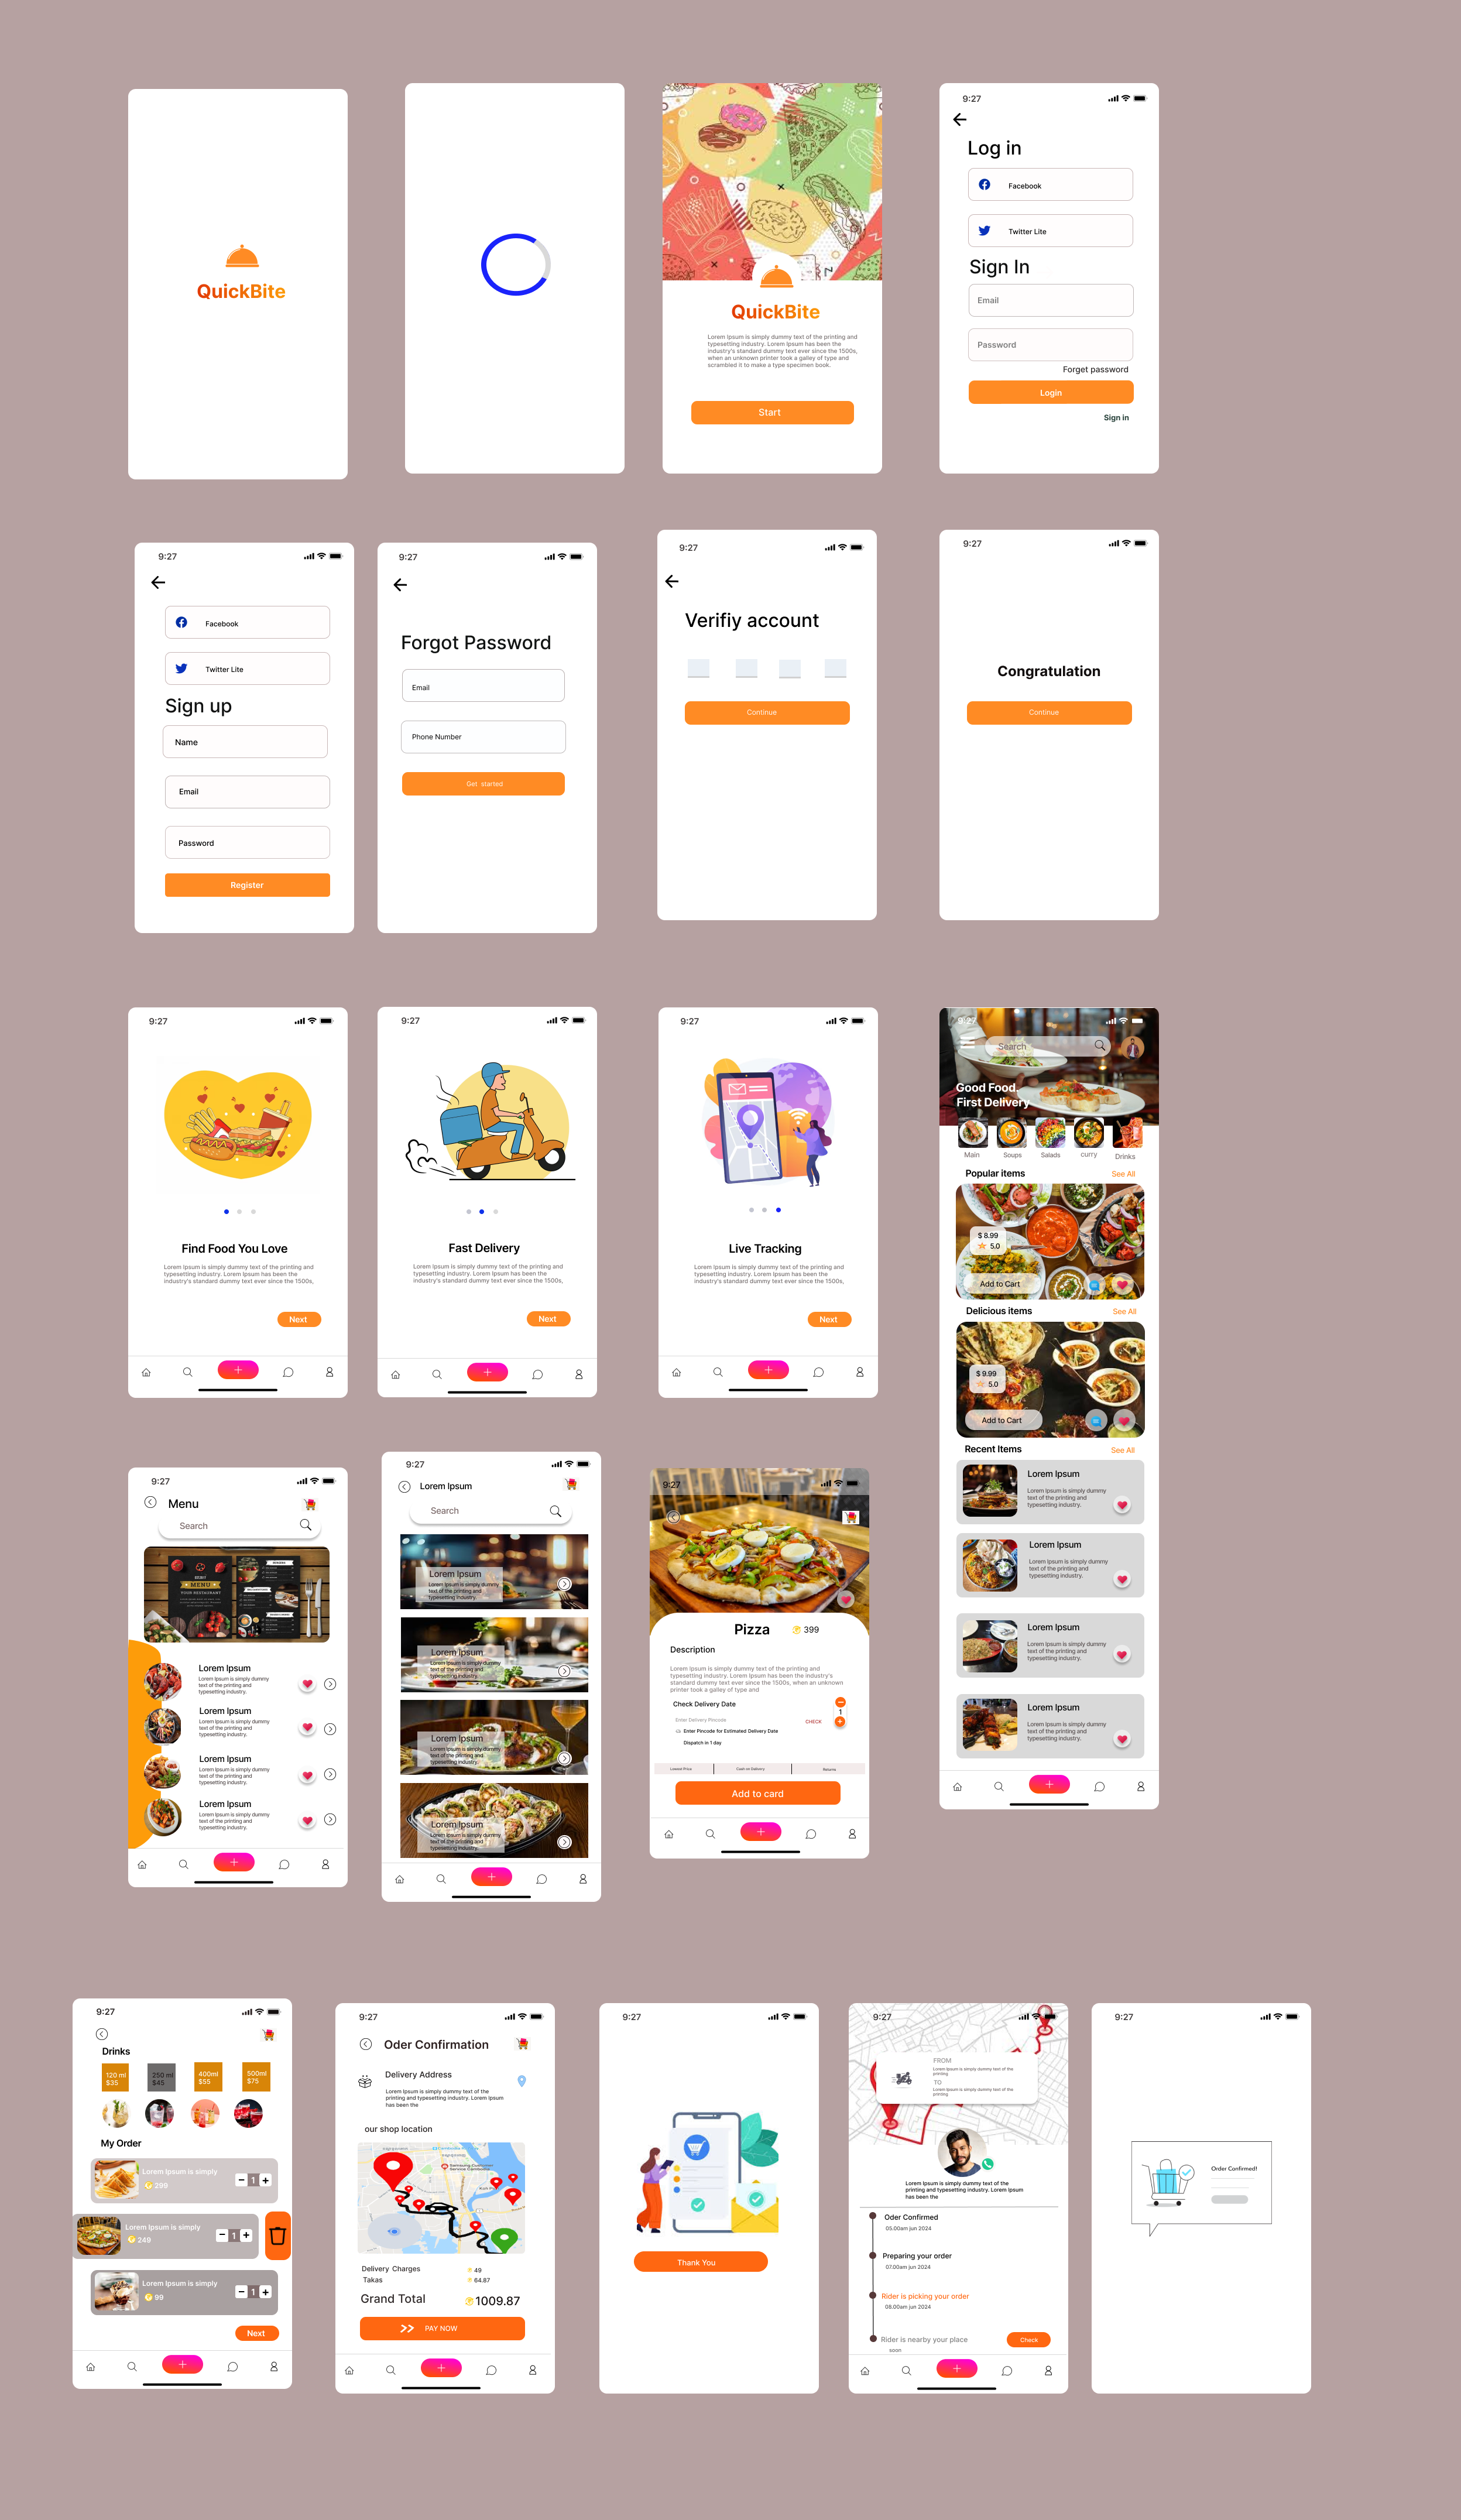 QuickBite
QuickBite
Lorem Ipsum is simply dummy text of the printing and
typesetting industry. Lorem Ipsum has been the
industry's standard dummy text ever since the 1500s,
when an unknown printer took a galley of type and
scrambled it to make a type specimen book.
Start
9:27
Log in
Facebook
Twitter Lite
Sign In
Email
Password
Forget password
Login
Sign in
9:27
Facebook
Twitter Lite
Sign up
Name
Email
Password
Register
9:27
Forgot Password
Email
Phone Number
Get started
9:27
Verifiy account
Continue
9:27
Congratulation
Continue
9:27
Find Food You Love
Lorem Ipsum is simply dummy text of the printing and
typesetting industry. Lorem Ipsum has been the
industry's standard dummy text ever since the 1500s,
Next
9:27
Fast Delivery
Lorem Ipsum is simply dummy text of the printing and
typesetting industry. Lorem Ipsum has been the
industry's standard dummy text ever since the 1500s,
Next
9:27
Live Tracking
Lorem Ipsum is simply dummy text of the printing and
typesetting industry. Lorem Ipsum has been the
industry's standard dummy text ever since the 1500s,
Next
9:27
Search
Good Food,
First Delivery
Main
Soups
Salads
curry
Drinks
Popular items
See All
$ 8.99
5.0
Add to Cart
Delicious items
See All
$ 9.99
5.0
Add to Cart
Recent Items
See All
Lorem Ipsum
Lorem Ipsum is simply dummy
text of the printing and
typesetting industry.
Lorem Ipsum
Lorem Ipsum is simply dummy
text of the printing and
typesetting industry.
Lorem Ipsum
Lorem Ipsum is simply dummy
text of the printing and
typesetting industry.
Lorem Ipsum
Lorem Ipsum is simply dummy
text of the printing and
typesetting industry.
9:27
Menu
Search
MENU
YOUR RESTAURANT
Lorem Ipsum
Lorem Ipsum is simply dummy
text of the printing and
typesetting industry.
Lorem Ipsum
Lorem Ipsum is simply dummy
text of the printing and
typesetting industry.
Lorem Ipsum
Lorem Ipsum is simply dummy
text of the printing and
typesetting industry.
Lorem Ipsum
Lorem Ipsum is simply dummy
text of the printing and
typesetting industry.
9:27
Lorem Ipsum
Search
Lorem Ipsum
Lorem Ipsum is simply dummy
text of the printing and
typesetting industry.
Lorem Ipsum
Lorem Ipsum is simply dummy
text of the printing and
typesetting industry.
Lorem Ipsum
Lorem Ipsum is simply dummy
text of the printing and
typesetting industry.
Lorem Ipsum
Lorem Ipsum is simply dummy
text of the printing and
typesetting industry.
9:27
Pizza
399
Description
Lorem Ipsum is simply dummy text of the printing and
typesetting industry. Lorem Ipsum has been the industry's
standard dummy text ever since the 1500s, when an unknown
printer took a galley of type and
Check Delivery Date
1
Enter Delivery Pincode
CHECK
Enter Pincode for Estimated Delivery Date
Dispatch in 1 day
Lowest Price
Cash on Delivery
Returns
Add to card
9:27
Drinks
120 ml
$35
250 ml
$45
400ml
$55
500ml
$75
My Order
Lorem Ipsum is simply
299
1
Lorem Ipsum is simply
249
1
Lorem Ipsum is simply
99
1
Next
9:27
Oder Confirmation
Delivery Address
Lorem Ipsum is simply dummy text of the
printing and typesetting industry. Lorem Ipsum
has been the
our shop location
Delivery Charges
49
Takas
64.87
Grand Total
1009.87
PAY NOW
9:27
Thank You
9:27
FROM
Lorem Ipsum is simply dummy text of the
printing
TO
Lorem Ipsum is simply dummy text of the
printing
Lorem Ipsum is simply dummy text of the
printing and typesetting industry. Lorem Ipsum
has been the
Oder Confirmed
05.00am jun 2024
Preparing your order
07.00am jun 2024
Rider is picking your order
08.00am jun 2024
Rider is nearby your place
soon
Check
9:27
Order Confirmed!